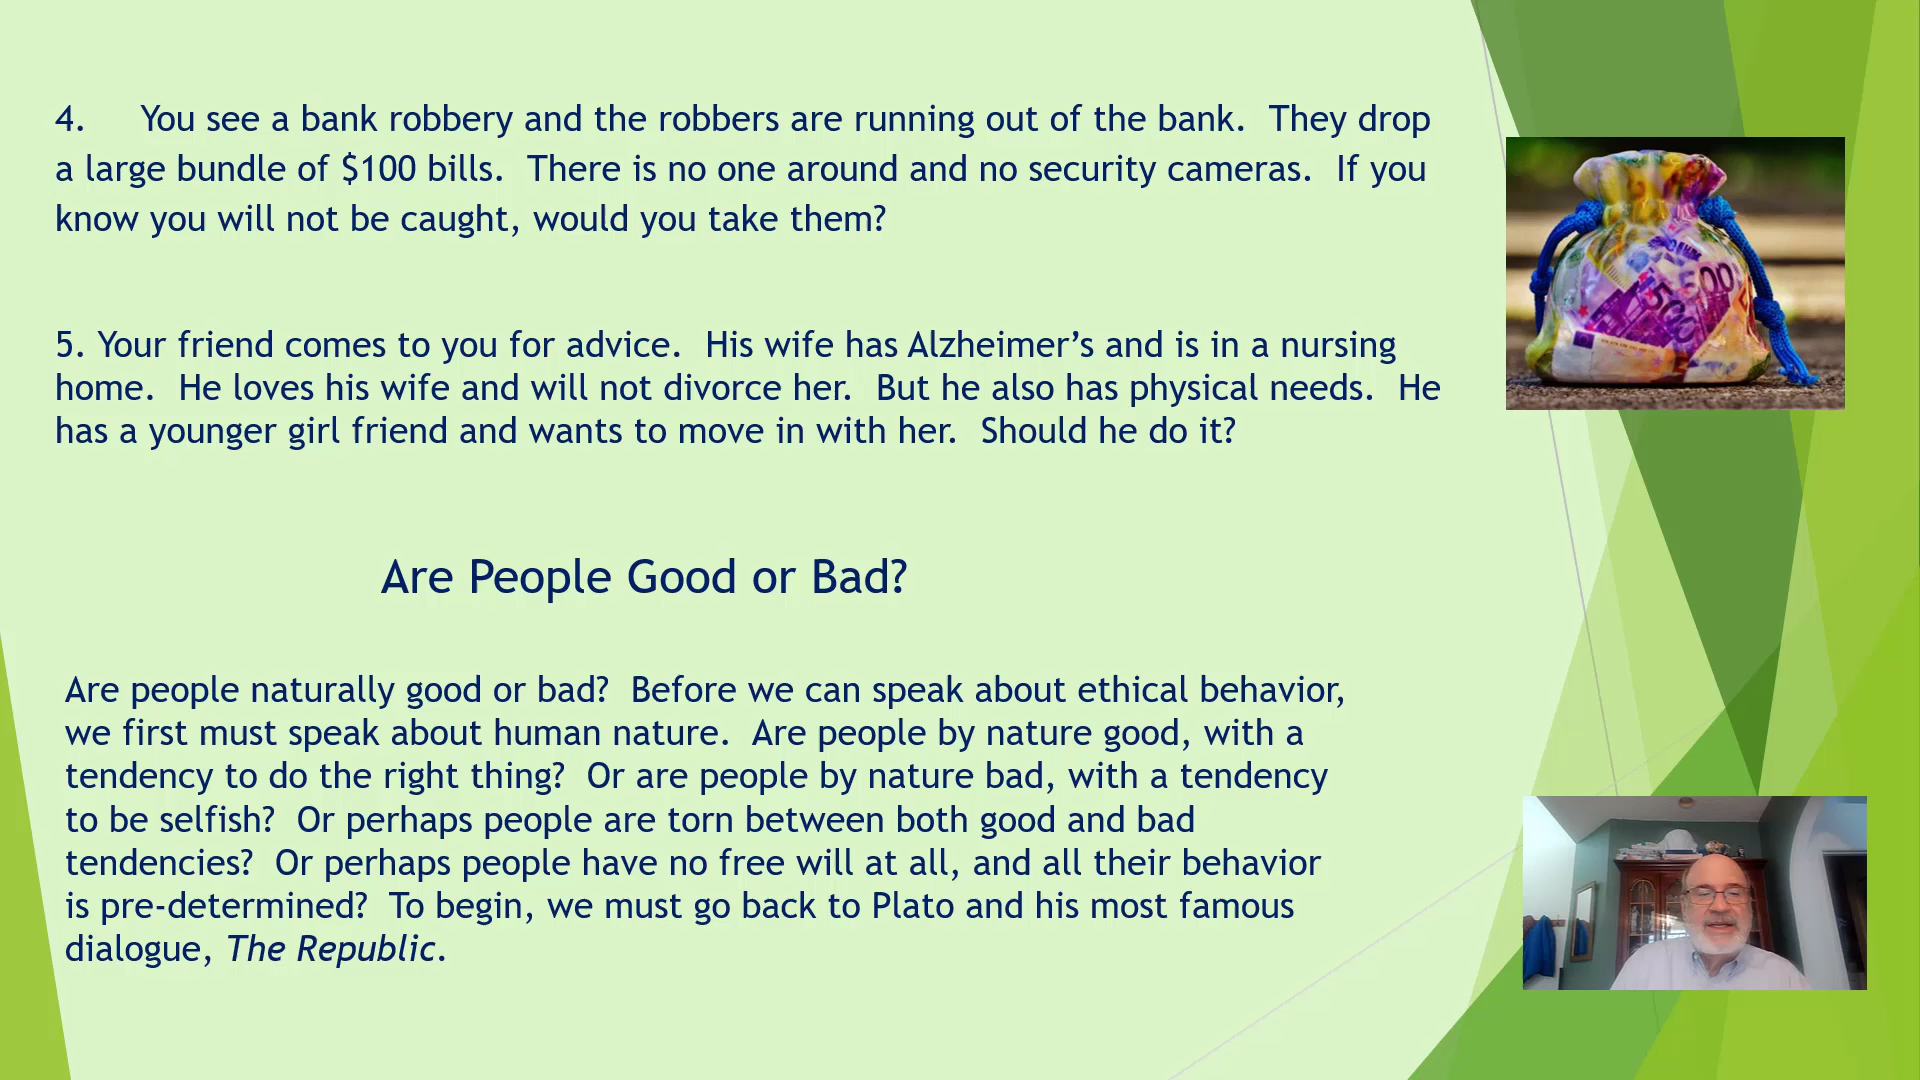 4. You see a bank robbery and the robbers are running out of the bank. They drop
a large bundle of $100 bills. There is no one around and no security cameras. If you
know you will not be caught, would you take them?
5. Your friend comes to you for advice. His wife has Alzheimer’s and is in a nursing
home. He loves his wife and will not divorce her. But he also has physical needs. He
has a younger girl friend and wants to move in with her. Should he do it?
Are People Good or Bad?
Are people naturally good or bad? Before we can speak about ethical behavior,
we first must speak about human nature. Are people by nature good, with a
tendency to do the right thing? Or are people by nature bad, with a tendency
to be selfish? Or perhaps people are torn between both good and bad
tendencies? Or perhaps people have no free will at all, and all their behavior
is pre-determined? To begin, we must go back to Plato and his most famous
dialogue, The Republic.
500